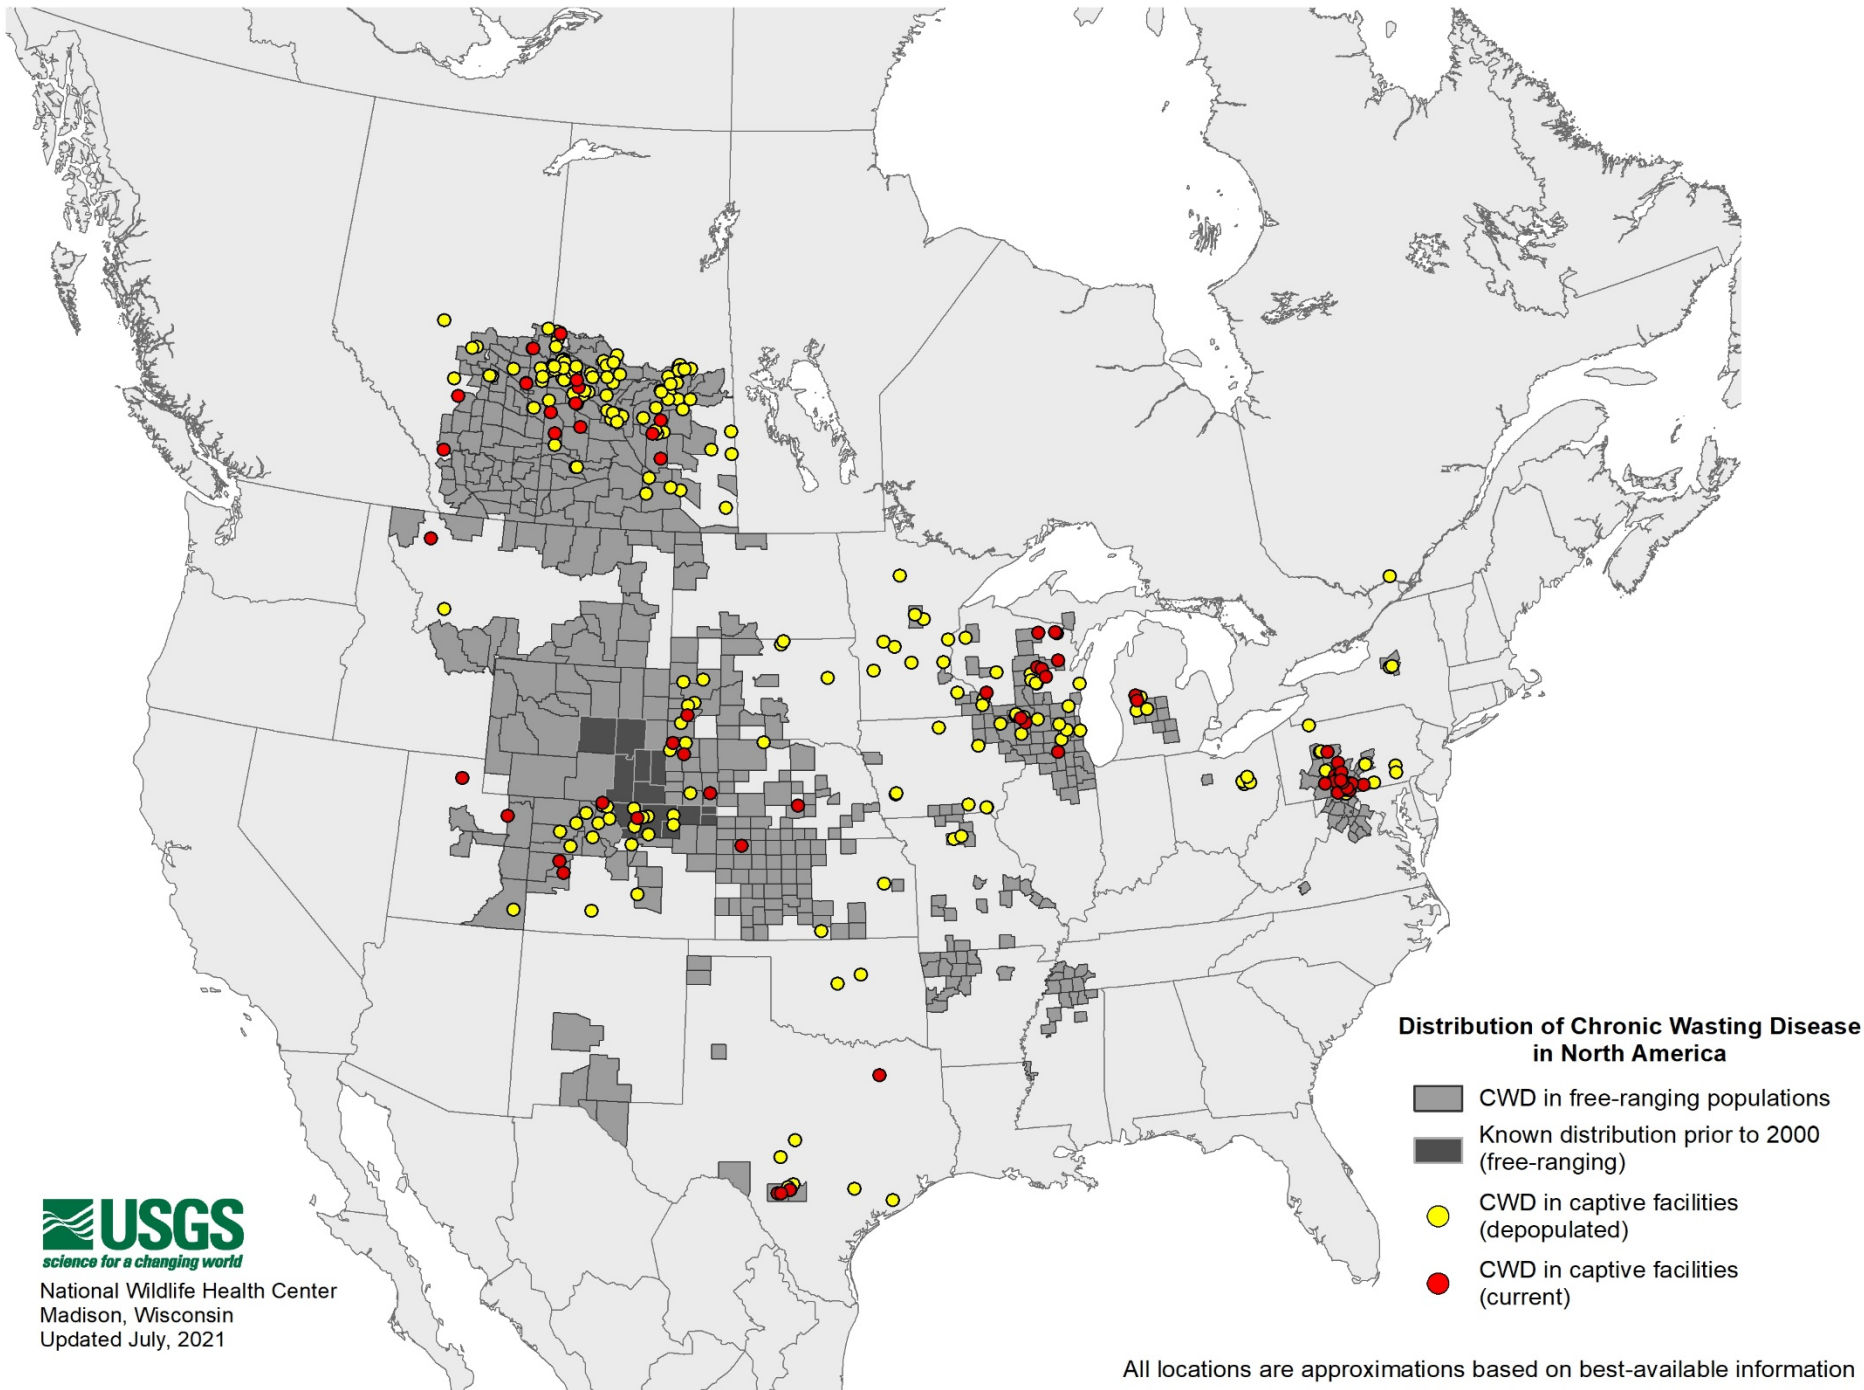 Distribution of Chronic Wasting Disease
in North America
CWD in free-ranging populations
Known distribution prior to 2000
(free-ranging)
CWD in captive facilities
(depopulated)
CWD in captive facilities
(current)
USGS
science for a changing world
National Wildlife Health Center
Madison, Wisconsin
Updated July, 2021
All locations are approximations based on best-available information